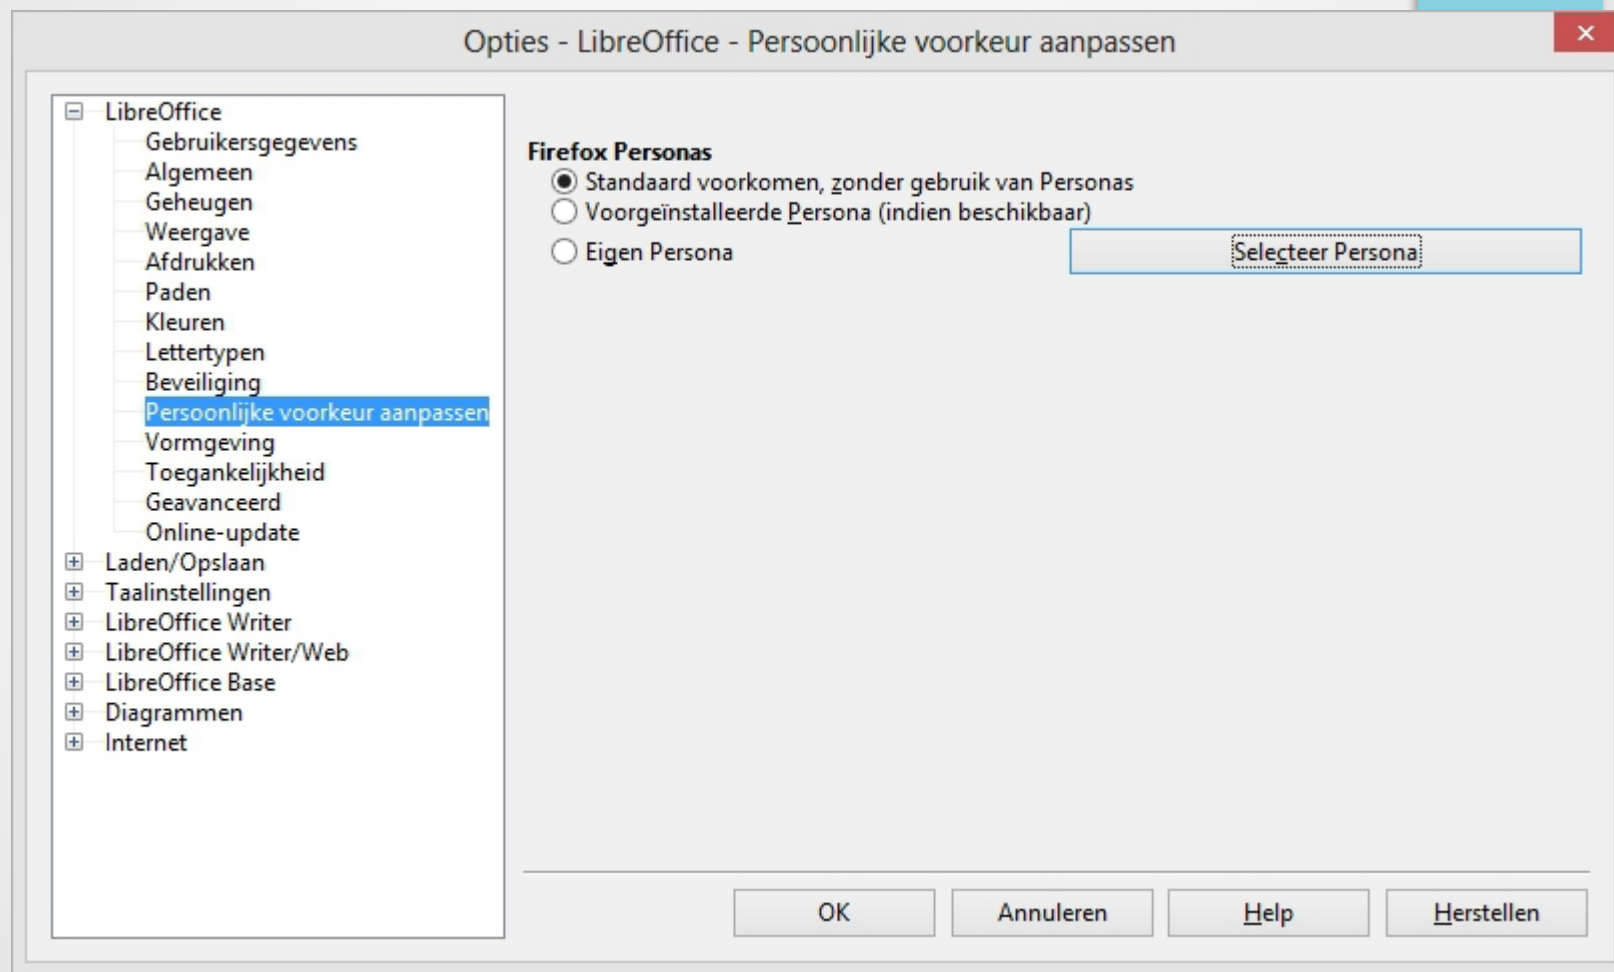 Opties - LibreOffice - Persoonlijke voorkeur aanpassen
LibreOffice
Gebruikersgegevens
Algemeen
Geheugen
Weergave
Afdrukken
Paden
Kleuren
Lettertypen
Beveiliging
Persoonlijke voorkeur aanpassen
Vormgeving
Toegankelijkheid
Geavanceerd
Online-update
Laden/Opslaan
Taalinstellingen
LibreOffice Writer
LibreOffice Writer/Web
LibreOffice Base
Diagrammen
Internet
Firefox Personas
Standaard voorkomen, zonder gebruik van Personas
Voorgeïnstalleerde Persona (indien beschikbaar)
Eigen Persona
Selecteer Persona
OK
Annuleren
Help
Herstellen